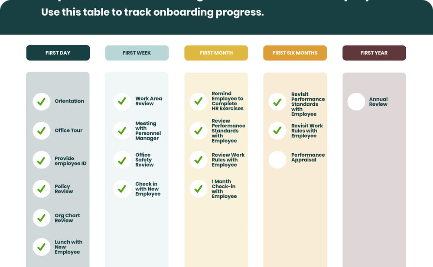 Use this table to track onboarding progress.
FIRST DAY
FIRST WEEK
FIRST MONTH
FIRST SIX MONTHS
FIRST YEAR
Orientation
Office Tour
Provide
employee ID
Policy
Review
Org Chart
Review
Lunch with
New
Employee
Work Area
Review
Meeting
with
Personnel
Manager
Office
Safety
Review
Check in
with New
Employee
Remind
Employee to
Complete
HR Exercises
Review
Performance
Standards
with
Employee
Review Work
Rules with
Employee
1 Month
Check-in
with
Employee
Revisit
Performance
Standards
with
Employee
Revisit Work
Rules with
Employee
Performance
Appraisal
Annual
Review